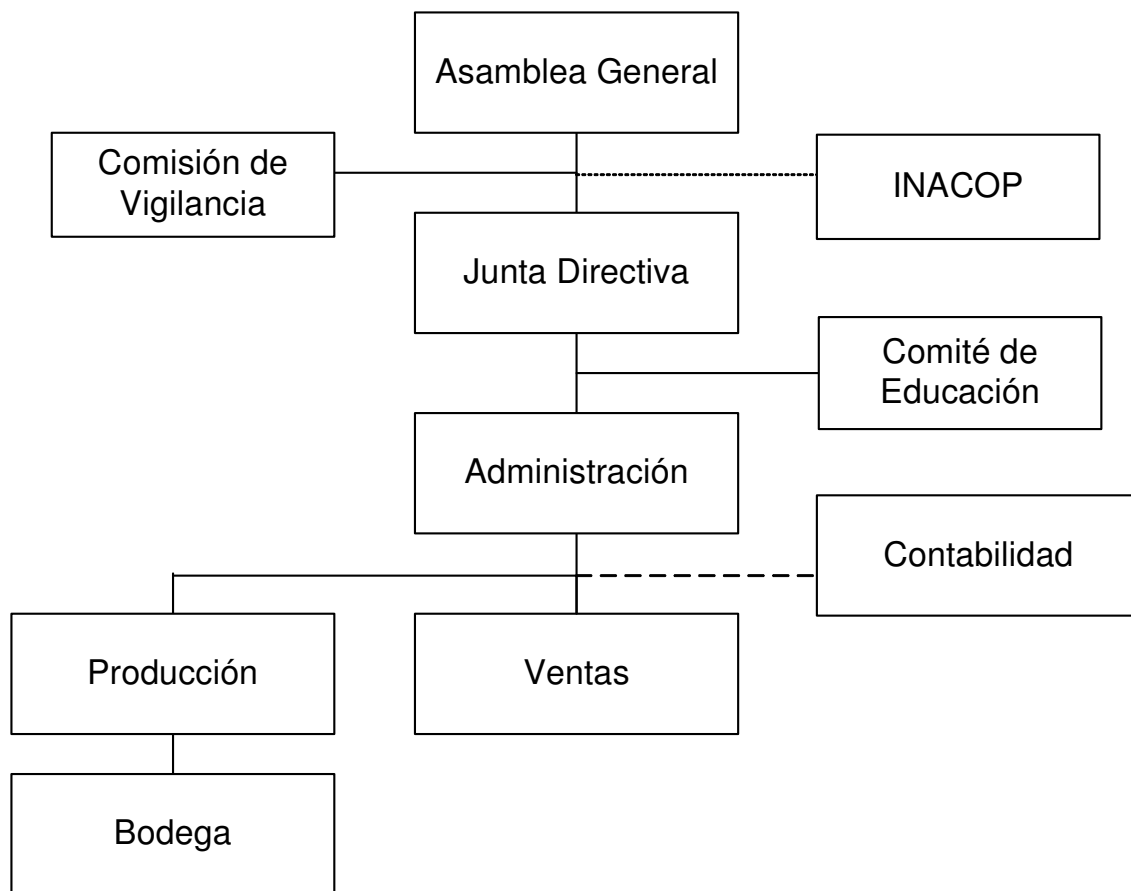 Asamblea General
Comisión de
Vigilancia
INACOP
Junta Directiva
Comité de
Educación
Administración
Contabilidad
Producción
Ventas
Bodega